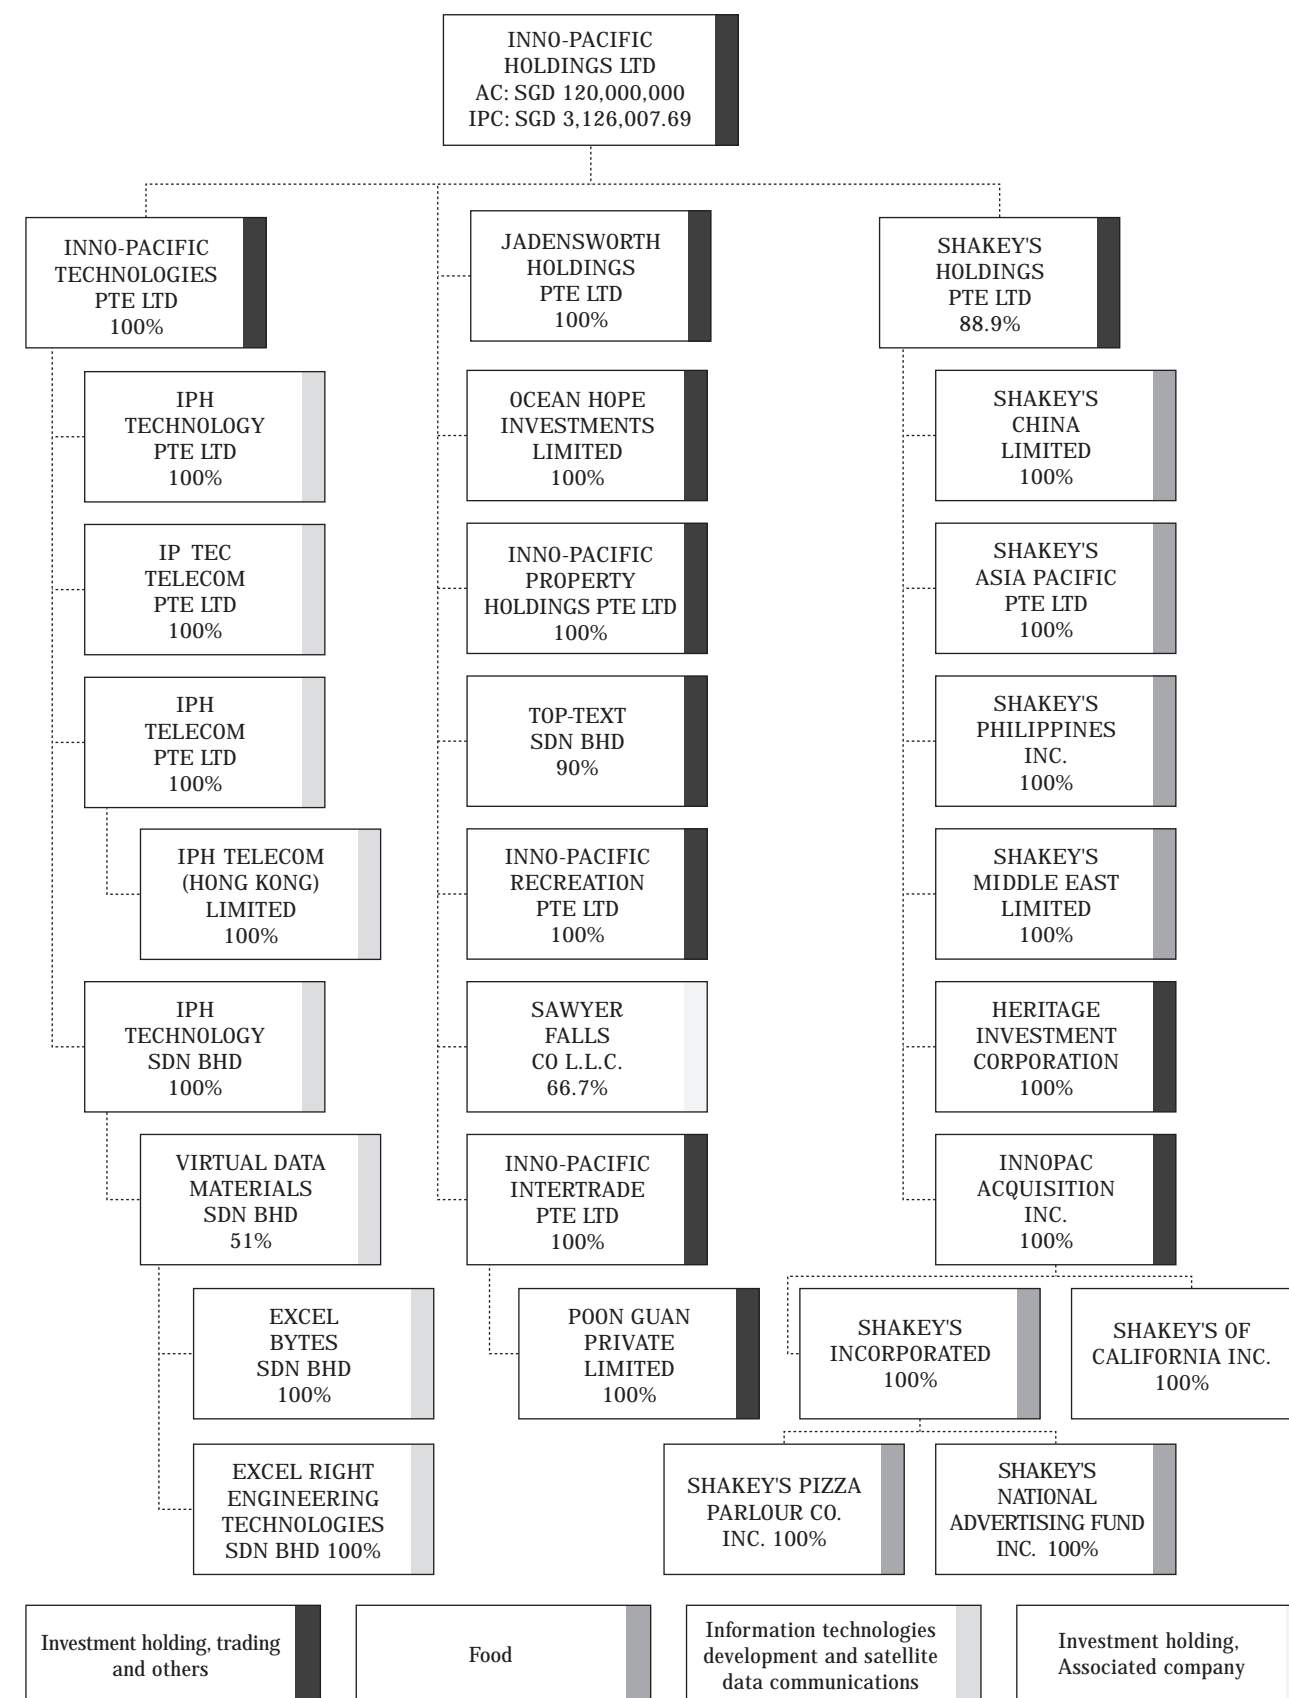 INNO-PACIFIC
HOLDINGS LTD
AC: SGD 120,000,000
IPC: SGD 3,126,007.69
INNO-PACIFIC
TECHNOLOGIES
PTE LTD
100%
JADENSWORTH
HOLDINGS
PTE LTD
100%
SHAKEY'S
HOLDINGS
PTE LTD
88.9%
IPH
TECHNOLOGY
PTE LTD
100%
OCEAN HOPE
INVESTMENTS
LIMITED
100%
SHAKEY'S
CHINA
LIMITED
100%
IP TEC
TELECOM
PTE LTD
100%
INNO-PACIFIC
PROPERTY
HOLDINGS PTE LTD
100%
SHAKEY'S
ASIA PACIFIC
PTE LTD
100%
IPH
TELECOM
PTE LTD
100%
TOP-TEXT
SDN BHD
90%
SHAKEY'S
PHILIPPINES
INC.
100%
IPH TELECOM
(HONG KONG)
LIMITED
100%
INNO-PACIFIC
RECREATION
PTE LTD
100%
SHAKEY'S
MIDDLE EAST
LIMITED
100%
IPH
TECHNOLOGY
SDN BHD
100%
SAWYER
FALLS
CO L.L.C.
66.7%
HERITAGE
INVESTMENT
CORPORATION
100%
VIRTUAL DATA
MATERIALS
SDN BHD
51%
INNO-PACIFIC
INTERTRADE
PTE LTD
100%
INNOPAC
ACQUISITION
INC.
100%
EXCEL
BYTES
SDN BHD
100%
POON GUAN
PRIVATE
LIMITED
100%
SHAKEY'S
INCORPORATED
100%
SHAKEY'S OF
CALIFORNIA INC.
100%
EXCEL RIGHT
ENGINEERING
TECHNOLOGIES
SDN BHD 100%
SHAKEY'S PIZZA
PARLOUR CO.
INC. 100%
SHAKEY'S
NATIONAL
ADVERTISING FUND
INC. 100%
Investment holding, trading
and others
Food
Information technologies
development and satellite
data communications
Investment holding,
Associated company